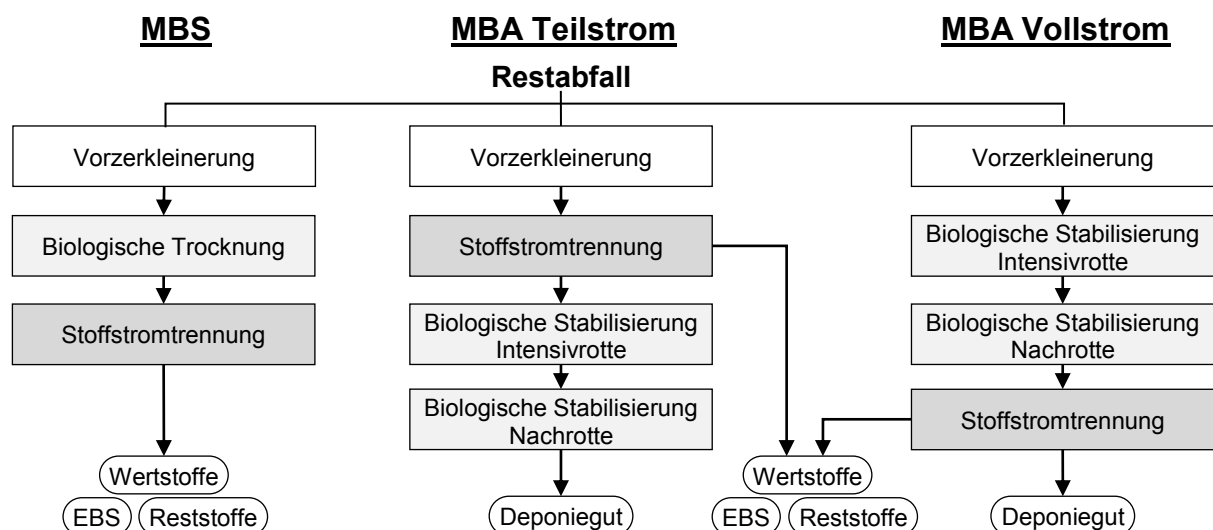 MBS
MBA Teilstrom
MBA Vollstrom
Restabfall
Vorzerkleinerung
Biologische Trocknung
Stoffstromtrennung
Wertstoffe
EBS
Reststoffe
Vorzerkleinerung
Stoffstromtrennung
Biologische Stabilisierung
Intensivrotte
Biologische Stabilisierung
Nachrotte
Deponiegut
Wertstoffe
EBS
Reststoffe
Vorzerkleinerung
Biologische Stabilisierung
Intensivrotte
Biologische Stabilisierung
Nachrotte
Stoffstromtrennung
Deponiegut